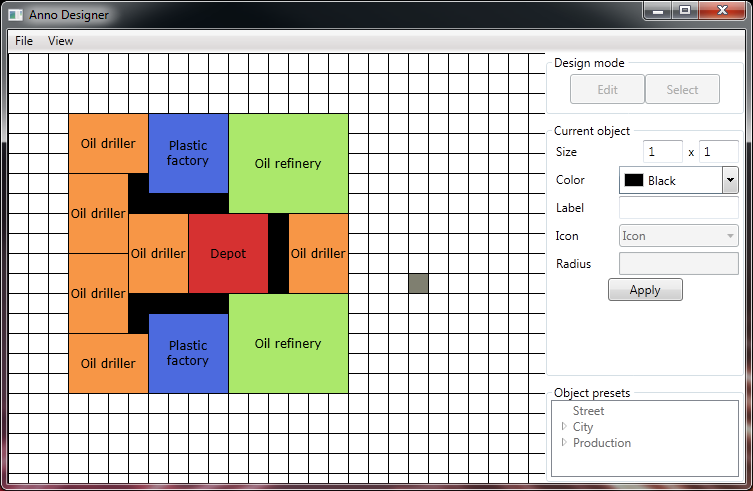 Anno Designer
File View
Design mode
Edit Select
Current object
Size 1 x 1
Color Black
Label
Icon Icon
Radius
Apply
Object presets
Street
City
Production
Oil driller
Plastic
factory
Oil refinery
Oil driller
Oil driller
Depot
Oil driller
Oil driller
Oil driller
Plastic
factory
Oil refinery